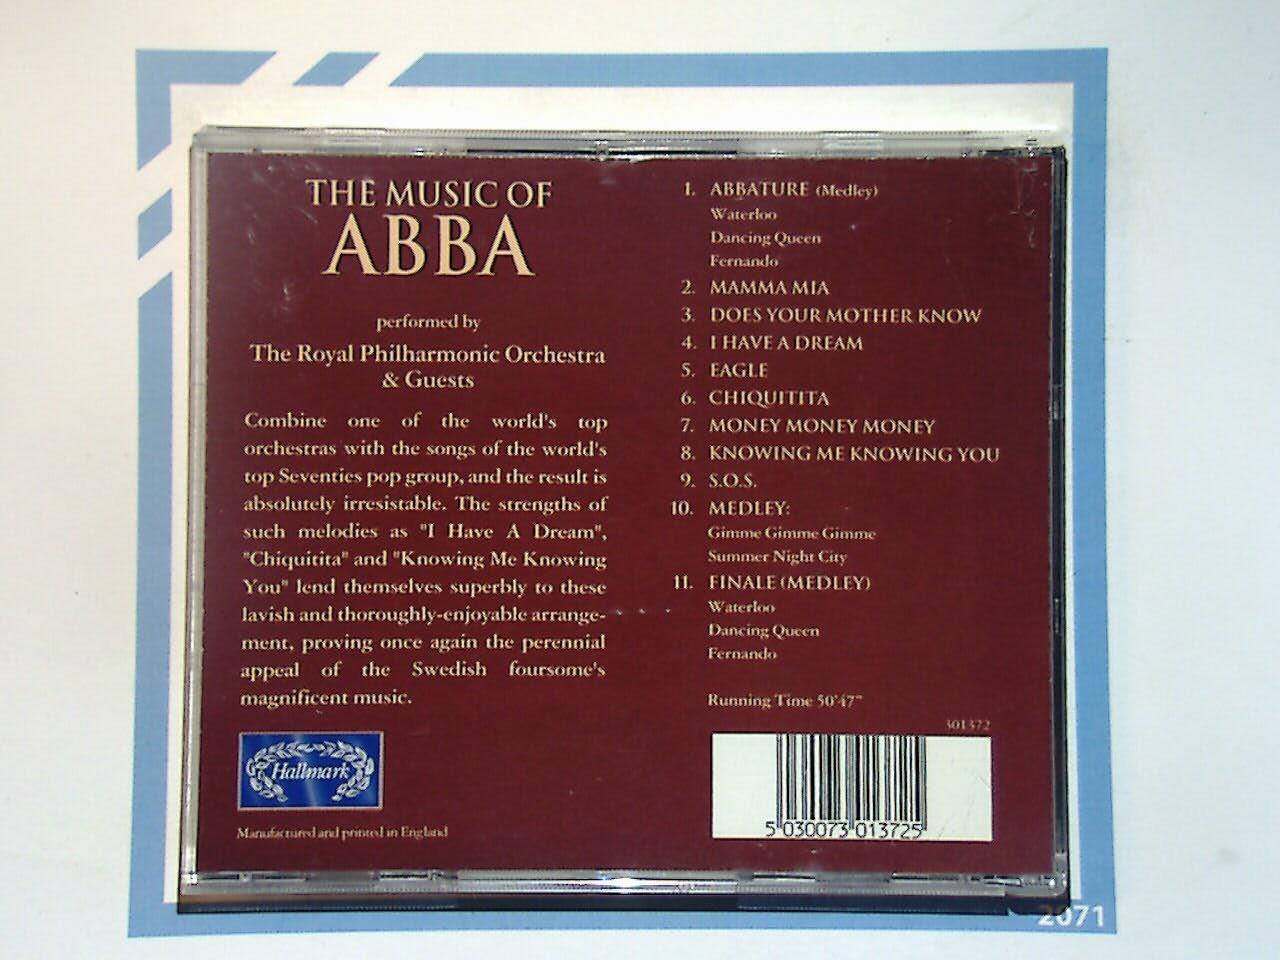 THE MUSIC OF
ABBA
performed by
The Royal Philharmonic Orchestra
& Guests
Combine one of the world's top
orchestras with the songs of the world's
top Seventies pop group, and the result is
absolutely irresistable. The strengths of
such melodies as "I Have A Dream",
"Chiquitita" and "Knowing Me Knowing
You" lend themselves superbly to these
lavish and thoroughly-enjoyable arrange-
ment, proving once again the perennial
appeal of the Swedish foursome's
magnificent music.
Hallmark
Manufactured and printed in England
1. ABBATURE (Medley)
Waterloo
Dancing Queen
Fernando
2. MAMMA MIA
3. DOES YOUR MOTHER KNOW
4. I HAVE A DREAM
5. EAGLE
6. CHIQUITITA
7. MONEY MONEY MONEY
8. KNOWING ME KNOWING YOU
9. S.O.S.
10. MEDLEY:
Gimme Gimme Gimme
Summer Night City
11. FINALE (MEDLEY)
Waterloo
Dancing Queen
Fernando
Running Time 50'47"
301372
5 030073 013725
2071